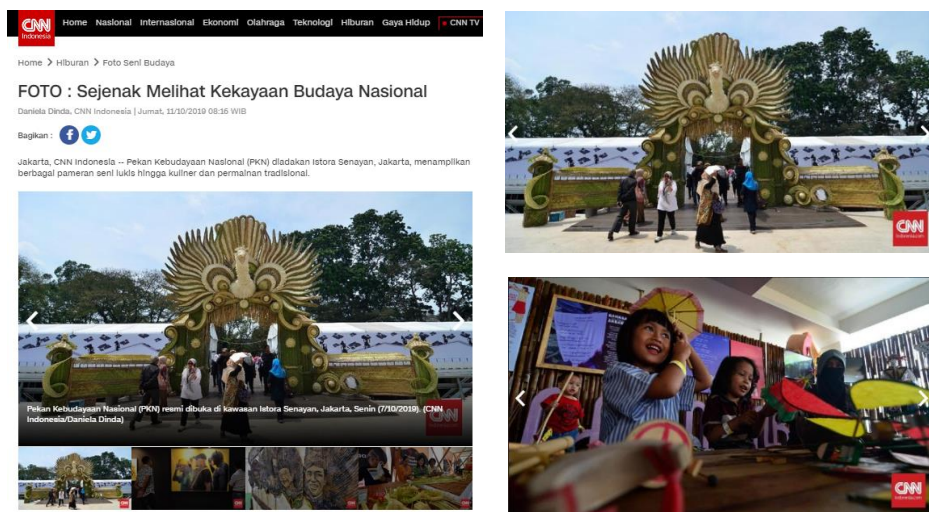 CNN
Indonesia
Home Nasional Internasional Ekonomi Olahraga Teknologi Hiburan Gaya Hidup CNN TV
Home > Hiburan > Foto Seni Budaya
FOTO : Sejenak Melihat Kekayaan Budaya Nasional
Daniela Dinda, CNN Indonesia | Jumat, 11/10/2019 08:16 WIB
Bagikan :
Jakarta, CNN Indonesia -- Pekan Kebudayaan Nasional (PKN) diadakan Istora Senayan, Jakarta, menampilkan
berbagai pameran seni lukis hingga kuliner dan permainan tradisional.
Pekan Kebudayaan Nasional (PKN) resmi dibuka di kawasan Istora Senayan, Jakarta, Senin (7/10/2019). (CNN
Indonesia/Daniela Dinda)
CNN
CNN
Indonesia.com
CNN
Indonesia.com